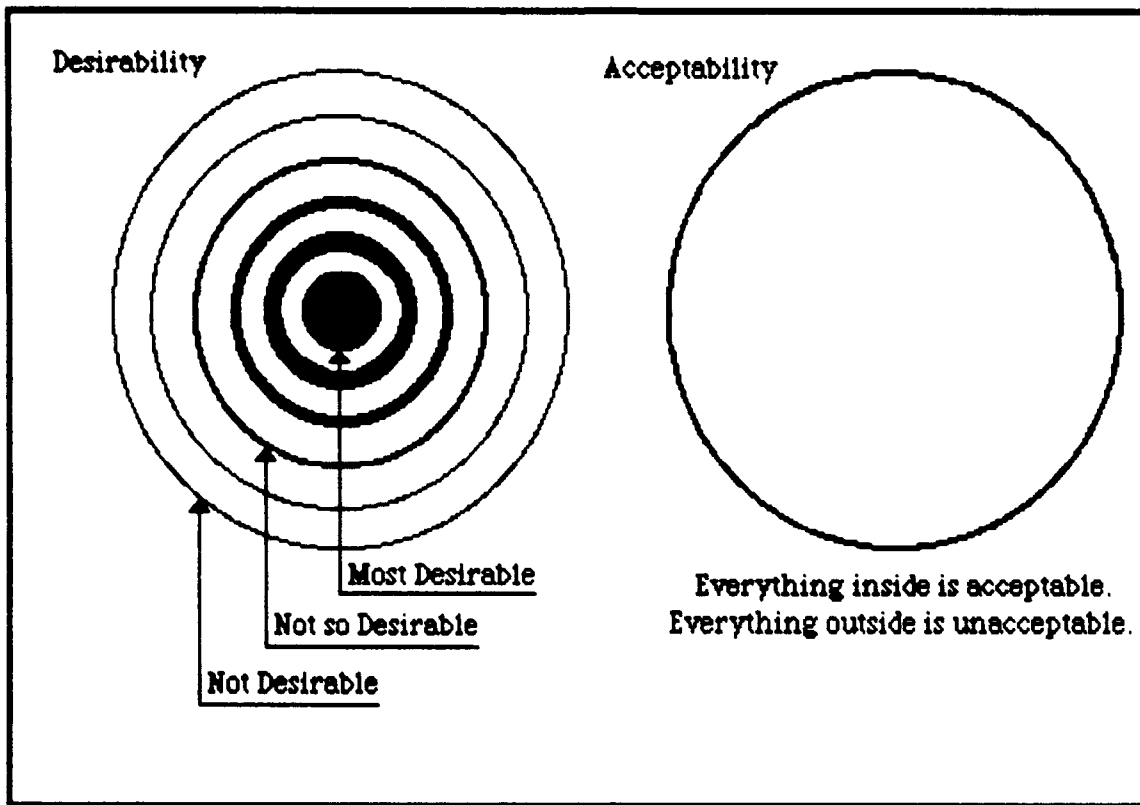 Desirability
Acceptability
Most Desirable
Not so Desirable
Not Desirable
Everything inside is acceptable.
Everything outside is unacceptable.